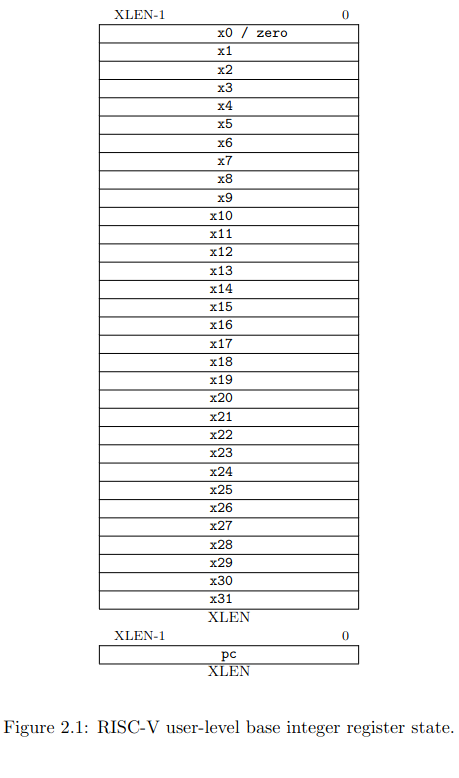 XLEN-1 0
x0 / zero
x1
x2
x3
x4
x5
x6
x7
x8
x9
x10
x11
x12
x13
x14
x15
x16
x17
x18
x19
x20
x21
x22
x23
x24
x25
x26
x27
x28
x29
x30
x31
XLEN
XLEN-1 0
pc
XLEN
Figure 2.1: RISC-V user-level base integer register state.